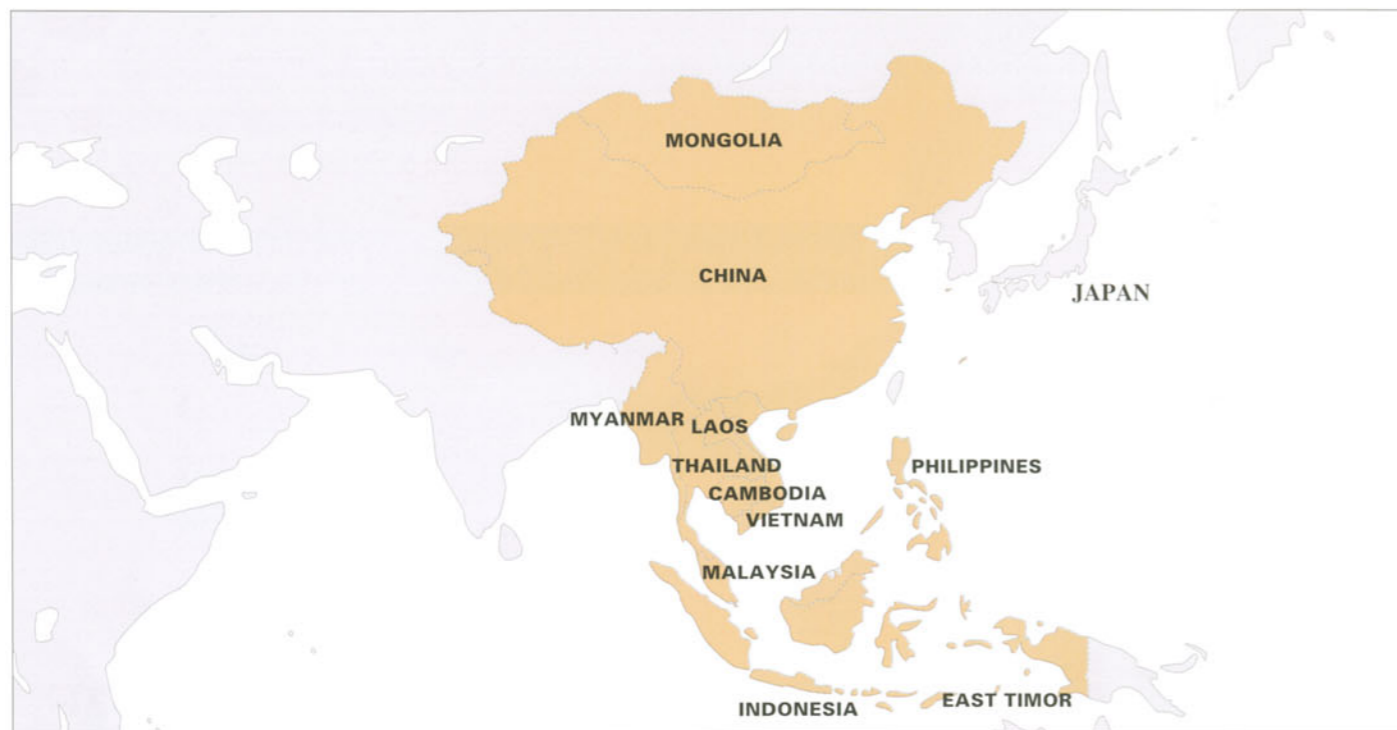 MONGOLIA
CHINA
JAPAN
MYANMAR
LAOS
THAILAND
PHILIPPINES
CAMBODIA
VIETNAM
MALAYSIA
EAST TIMOR
INDONESIA